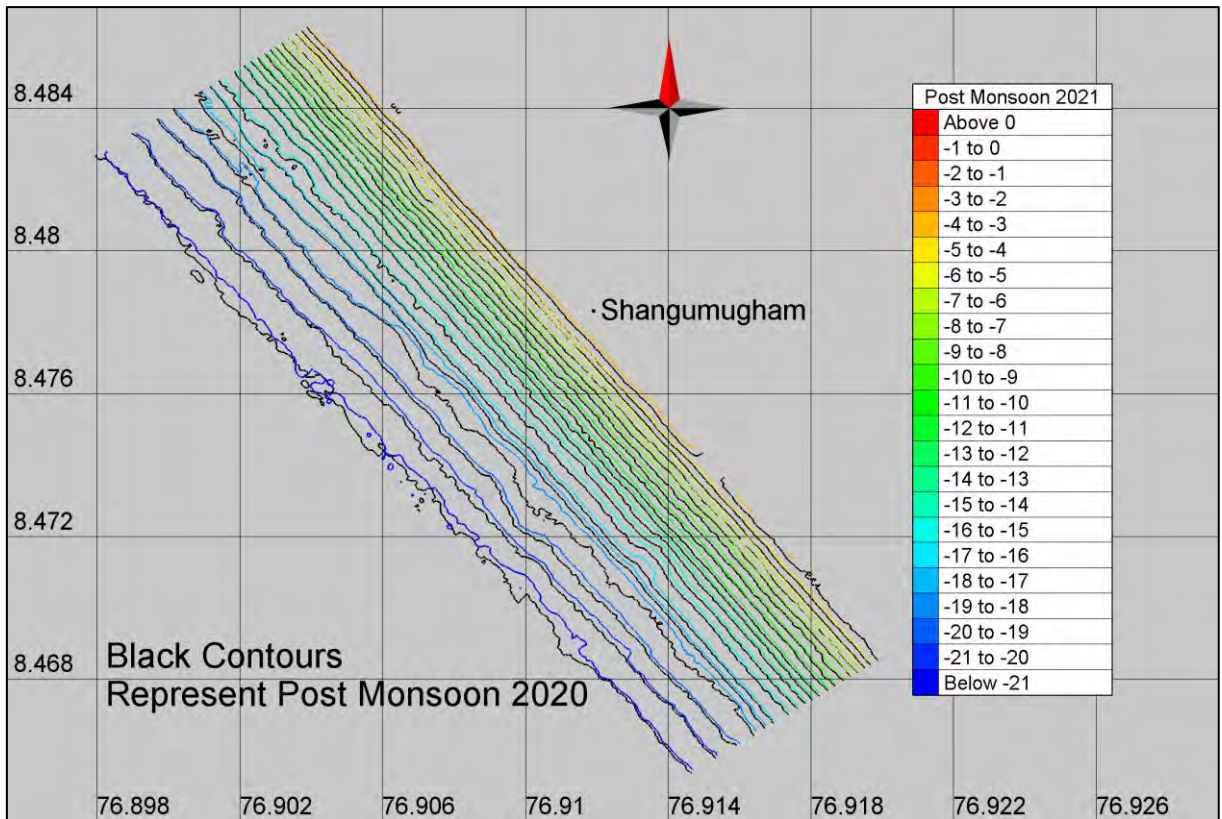 8.484
8.48
8.476
8.472
8.468
Shangumugham
Post Monsoon 2021
Above 0
-1 to 0
-2 to -1
-3 to -2
-4 to -3
-5 to -4
-6 to -5
-7 to -6
-8 to -7
-9 to -8
-10 to -9
-11 to -10
-12 to -11
-13 to -12
-14 to -13
-15 to -14
-16 to -15
-17 to -16
-18 to -17
-19 to -18
-20 to -19
-21 to -20
Below -21
Black Contours
Represent Post Monsoon 2020
76.898 76.902 76.906 76.91 76.914 76.918 76.922 76.926